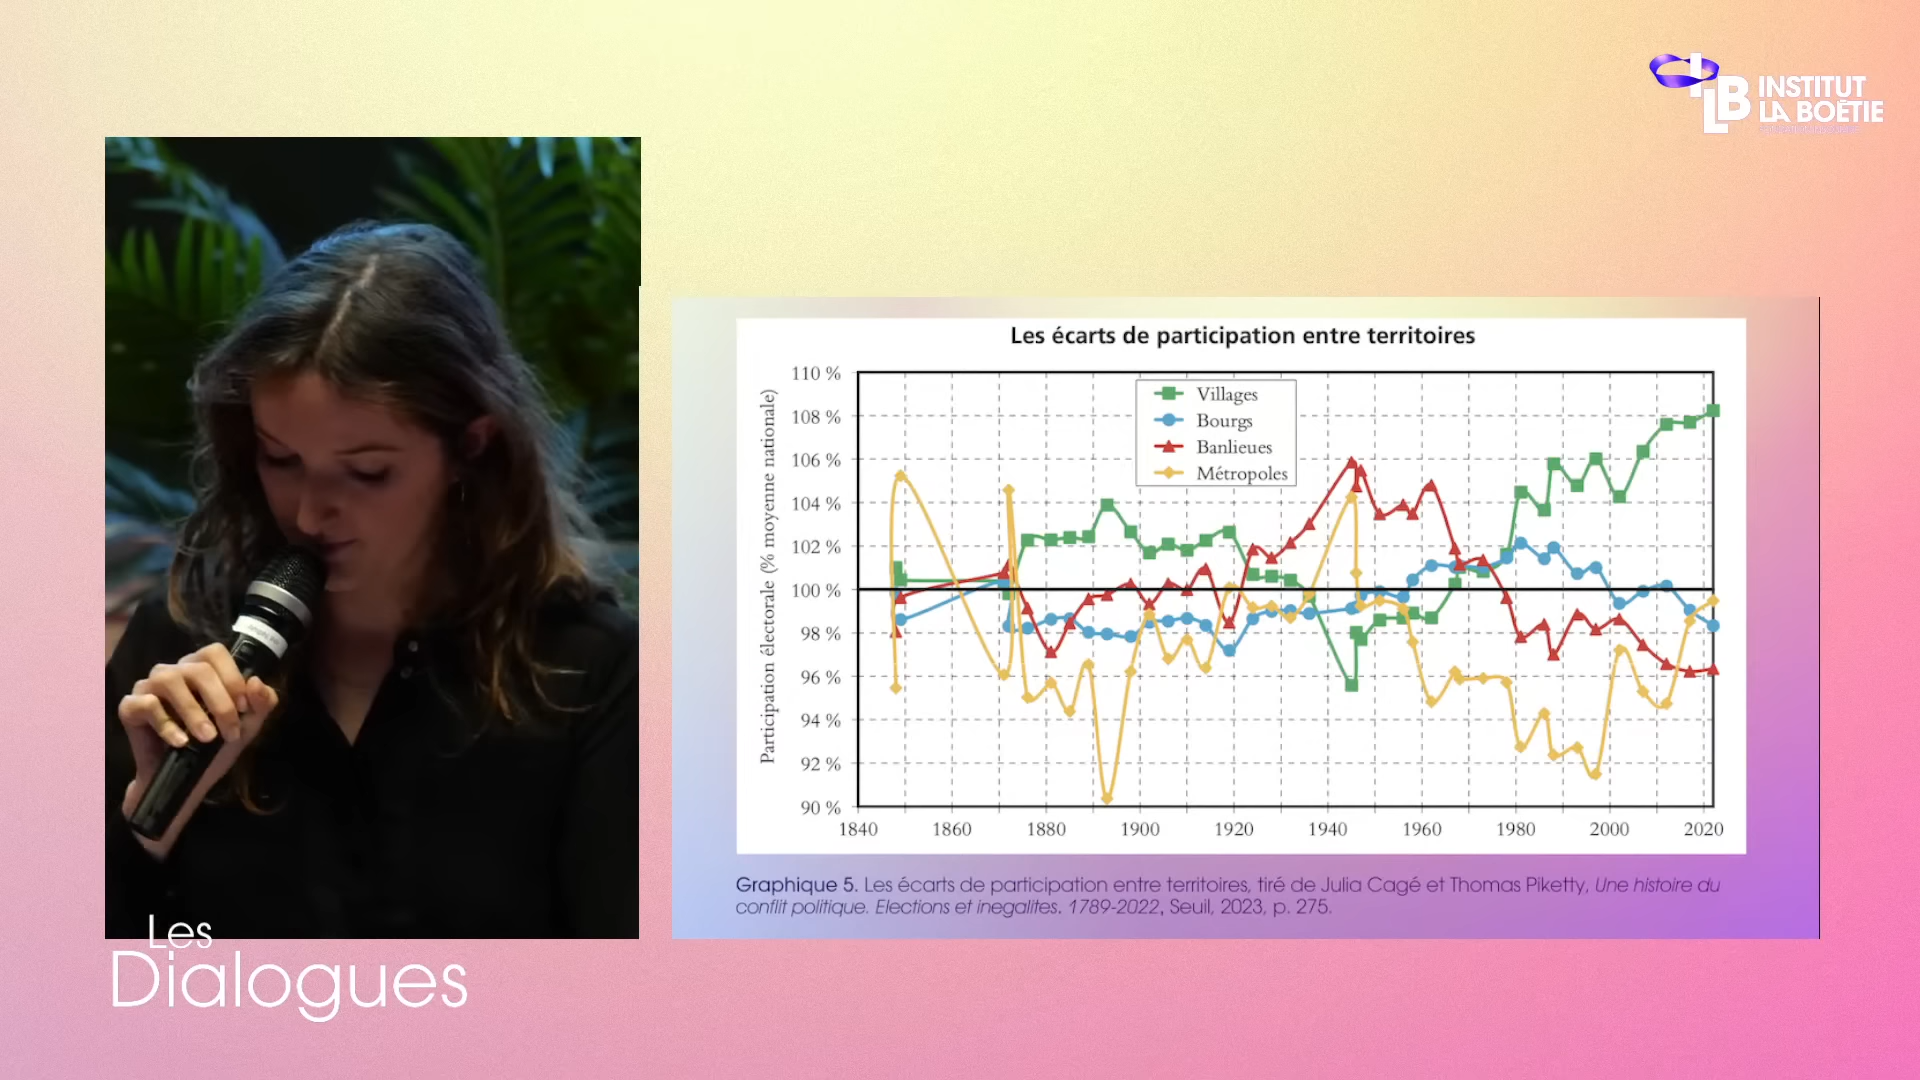 INSTITUT
LA BOÉTIE
Les écarts de participation entre territoires
Participation électorale (% moyenne nationale)
110 %
108 %
106 %
104 %
102 %
100 %
98 %
96 %
94 %
92 %
90 %
Villages
Bourgs
Banlieues
Métropoles
1840 1860 1880 1900 1920 1940 1960 1980 2000 2020
Graphique 5. Les écarts de participation entre territoires, tiré de Julia Cagé et Thomas Piketty, Une histoire du
conflit politique. Elections et inegalites. 1789-2022, Seuil, 2023, p. 275.
Les
Dialogues